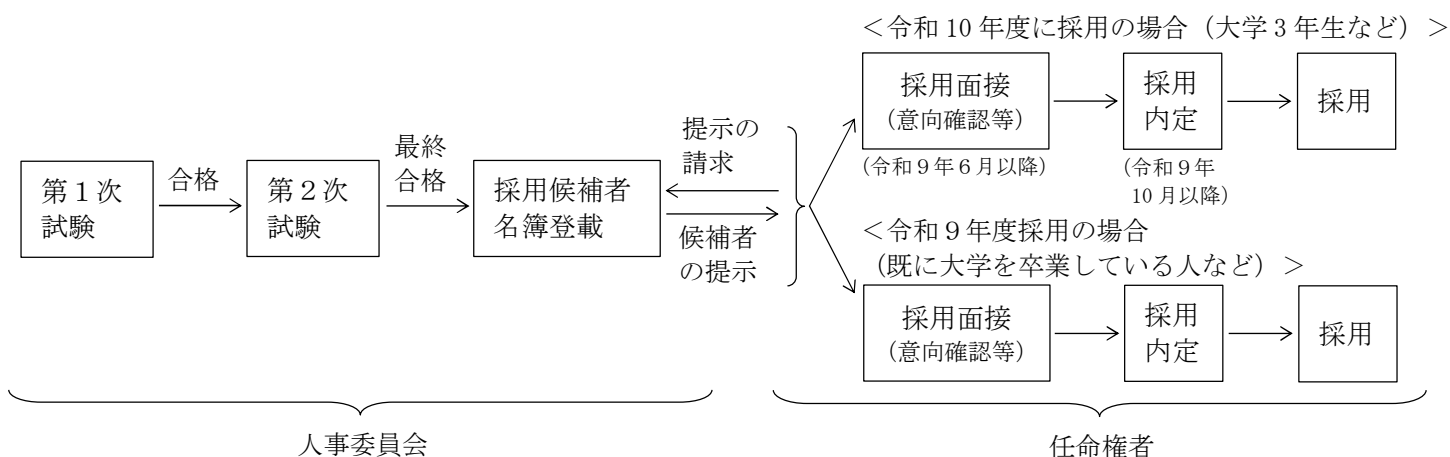 第１次
試験
合格
第２次
試験
最終
合格
採用候補者
名簿登載
提示の
請求
候補者
の提示
＜令和 10 年度に採用の場合（大学３年生など）＞
採用面接
（意向確認等）
（令和９年６月以降）
採用
内定
（令和９年
10 月以降）
採用
＜令和９年度採用の場合
（既に大学を卒業している人など）＞
採用面接
（意向確認等）
採用
内定
採用
人事委員会
任命権者